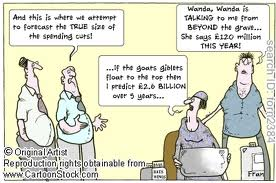 And this is where we attempt
to forecast the TRUE size of
the spending cuts!
Wanda, Wanda is
TALKING to me from
BEYOND the grave...
She says £120 million
THIS YEAR!
...if the goats giblets
float to the top then I
predict £2.6 BILLION
over 5 years...
Fran
© Original Artist
Reproduction rights obtainable from
www.CartoonStock.com
search ID: